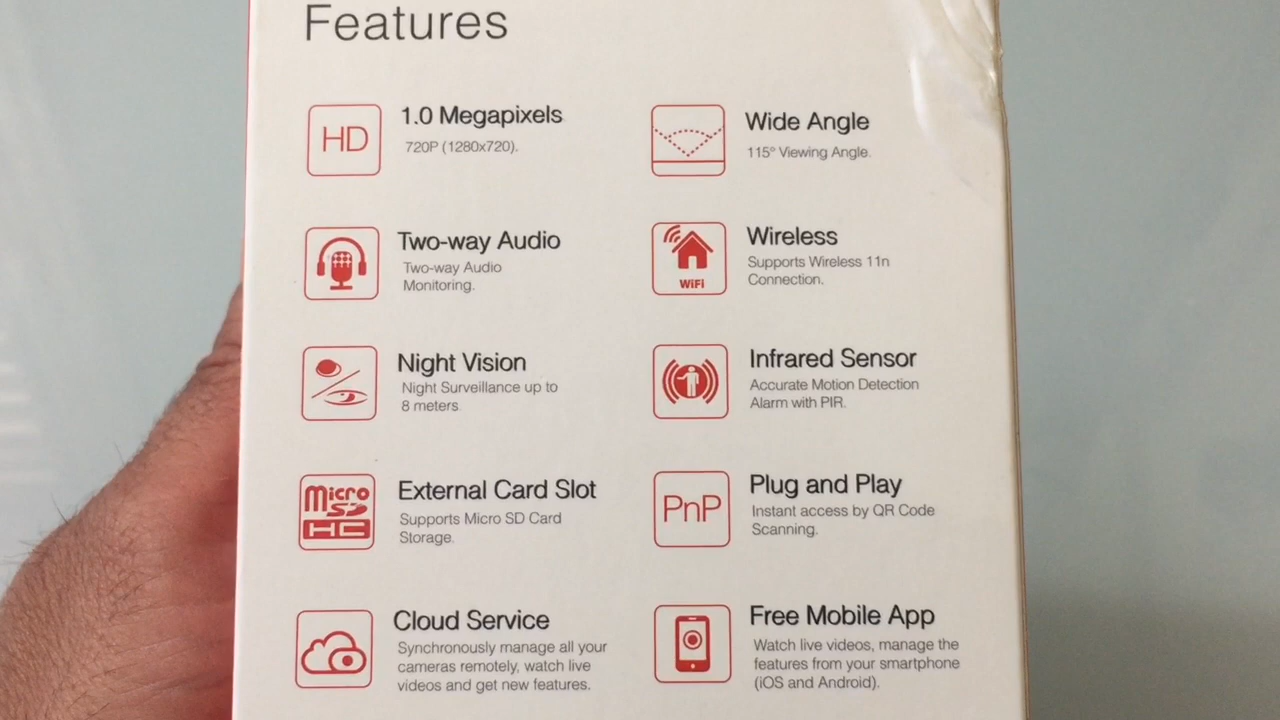 Features
HD
1.0 Megapixels
720P (1280x720).
Wide Angle
115° Viewing Angle.
Two-way Audio
Two-way Audio
Monitoring.
WiFi
Wireless
Supports Wireless 11n
Connection.
Night Vision
Night Surveillance up to
8 meters.
Infrared Sensor
Accurate Motion Detection
Alarm with PIR.
Micro
SD
HC
External Card Slot
Supports Micro SD Card
Storage.
PnP
Plug and Play
Instant access by QR Code
Scanning.
Cloud Service
Synchronously manage all your
cameras remotely, watch live
videos and get new features.
Free Mobile App
Watch live videos, manage the
features from your smartphone
(iOS and Android).